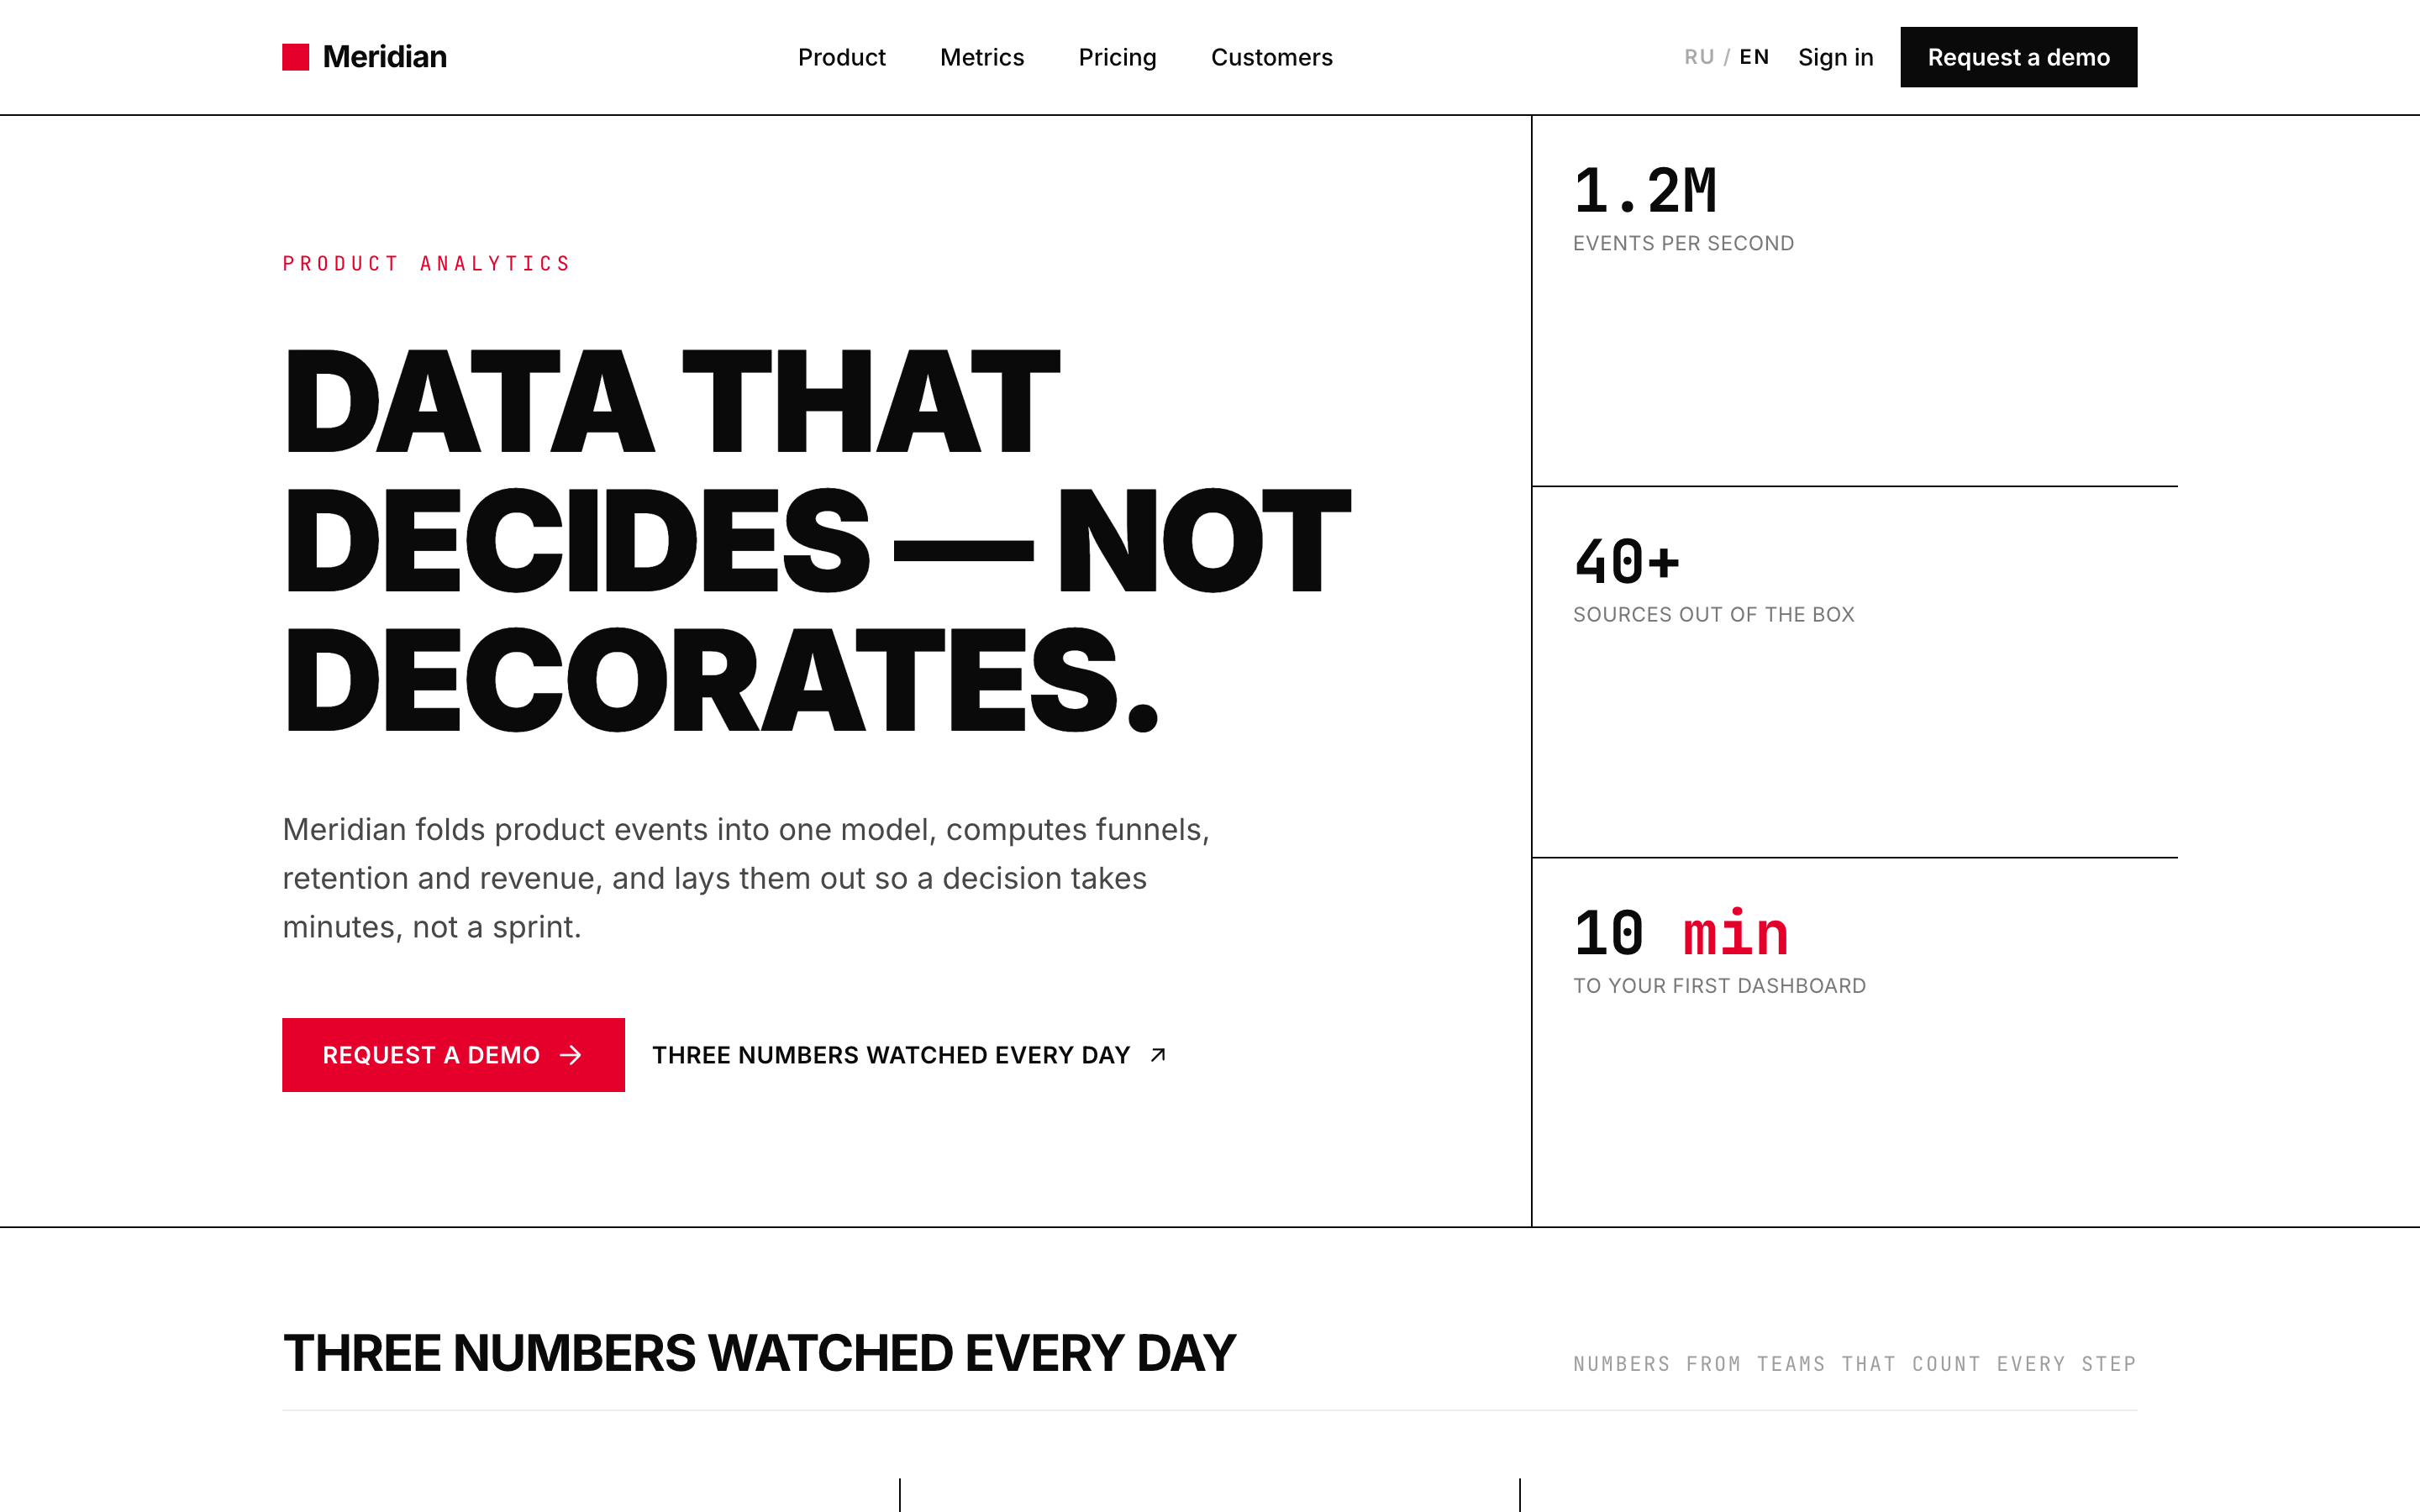 Meridian
Product
Metrics
Pricing
Customers
RU / EN
Sign in
Request a demo
PRODUCT ANALYTICS
DATA THAT
DECIDES — NOT
DECORATES.
Meridian folds product events into one model, computes funnels,
retention and revenue, and lays them out so a decision takes
minutes, not a sprint.
REQUEST A DEMO →
THREE NUMBERS WATCHED EVERY DAY ↗
1.2M
EVENTS PER SECOND
40+
SOURCES OUT OF THE BOX
10 min
TO YOUR FIRST DASHBOARD
THREE NUMBERS WATCHED EVERY DAY
NUMBERS FROM TEAMS THAT COUNT EVERY STEP